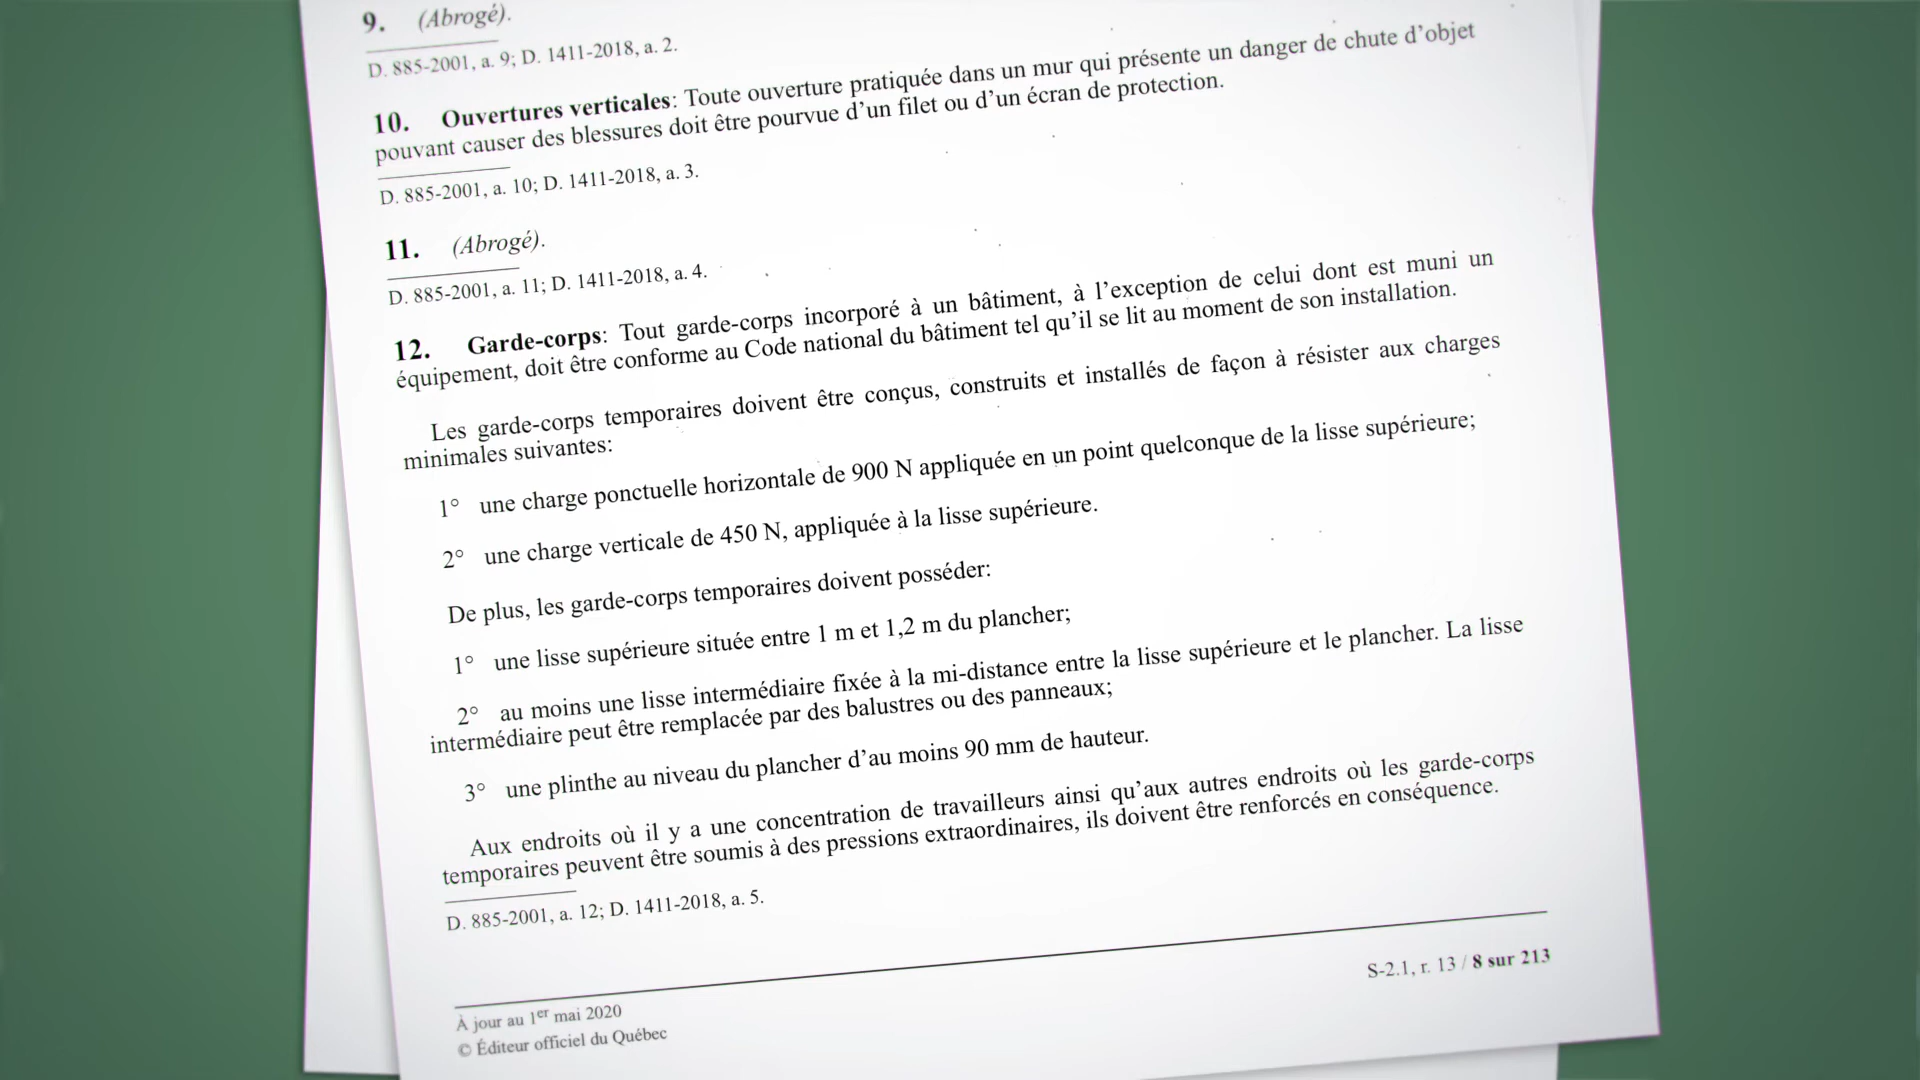 9. (Abrogé).
D. 885-2001, a. 9; D. 1411-2018, a. 2.
10. Ouvertures verticales: Toute ouverture pratiquée dans un mur qui présente un danger de chute d’objet
pouvant causer des blessures doit être pourvue d’un filet ou d’un écran de protection.
D. 885-2001, a. 10; D. 1411-2018, a. 3.
11. (Abrogé).
D. 885-2001, a. 11; D. 1411-2018, a. 4.
12. Garde-corps: Tout garde-corps incorporé à un bâtiment, à l’exception de celui dont est muni un
équipement, doit être conforme au Code national du bâtiment tel qu’il se lit au moment de son installation.
Les garde-corps temporaires doivent être conçus, construits et installés de façon à résister aux charges
minimales suivantes:
1° une charge ponctuelle horizontale de 900 N appliquée en un point quelconque de la lisse supérieure;
2° une charge verticale de 450 N, appliquée à la lisse supérieure.
De plus, les garde-corps temporaires doivent posséder:
1° une lisse supérieure située entre 1 m et 1,2 m du plancher;
2° au moins une lisse intermédiaire fixée à la mi-distance entre la lisse supérieure et le plancher. La lisse
intermédiaire peut être remplacée par des balustres ou des panneaux;
3° une plinthe au niveau du plancher d’au moins 90 mm de hauteur.
Aux endroits où il y a une concentration de travailleurs ainsi qu’aux autres endroits où les garde-corps
temporaires peuvent être soumis à des pressions extraordinaires, ils doivent être renforcés en conséquence.
D. 885-2001, a. 12; D. 1411-2018, a. 5.
À jour au 1er mai 2020
© Éditeur officiel du Québec
S-2.1, r. 13 / 8 sur 213